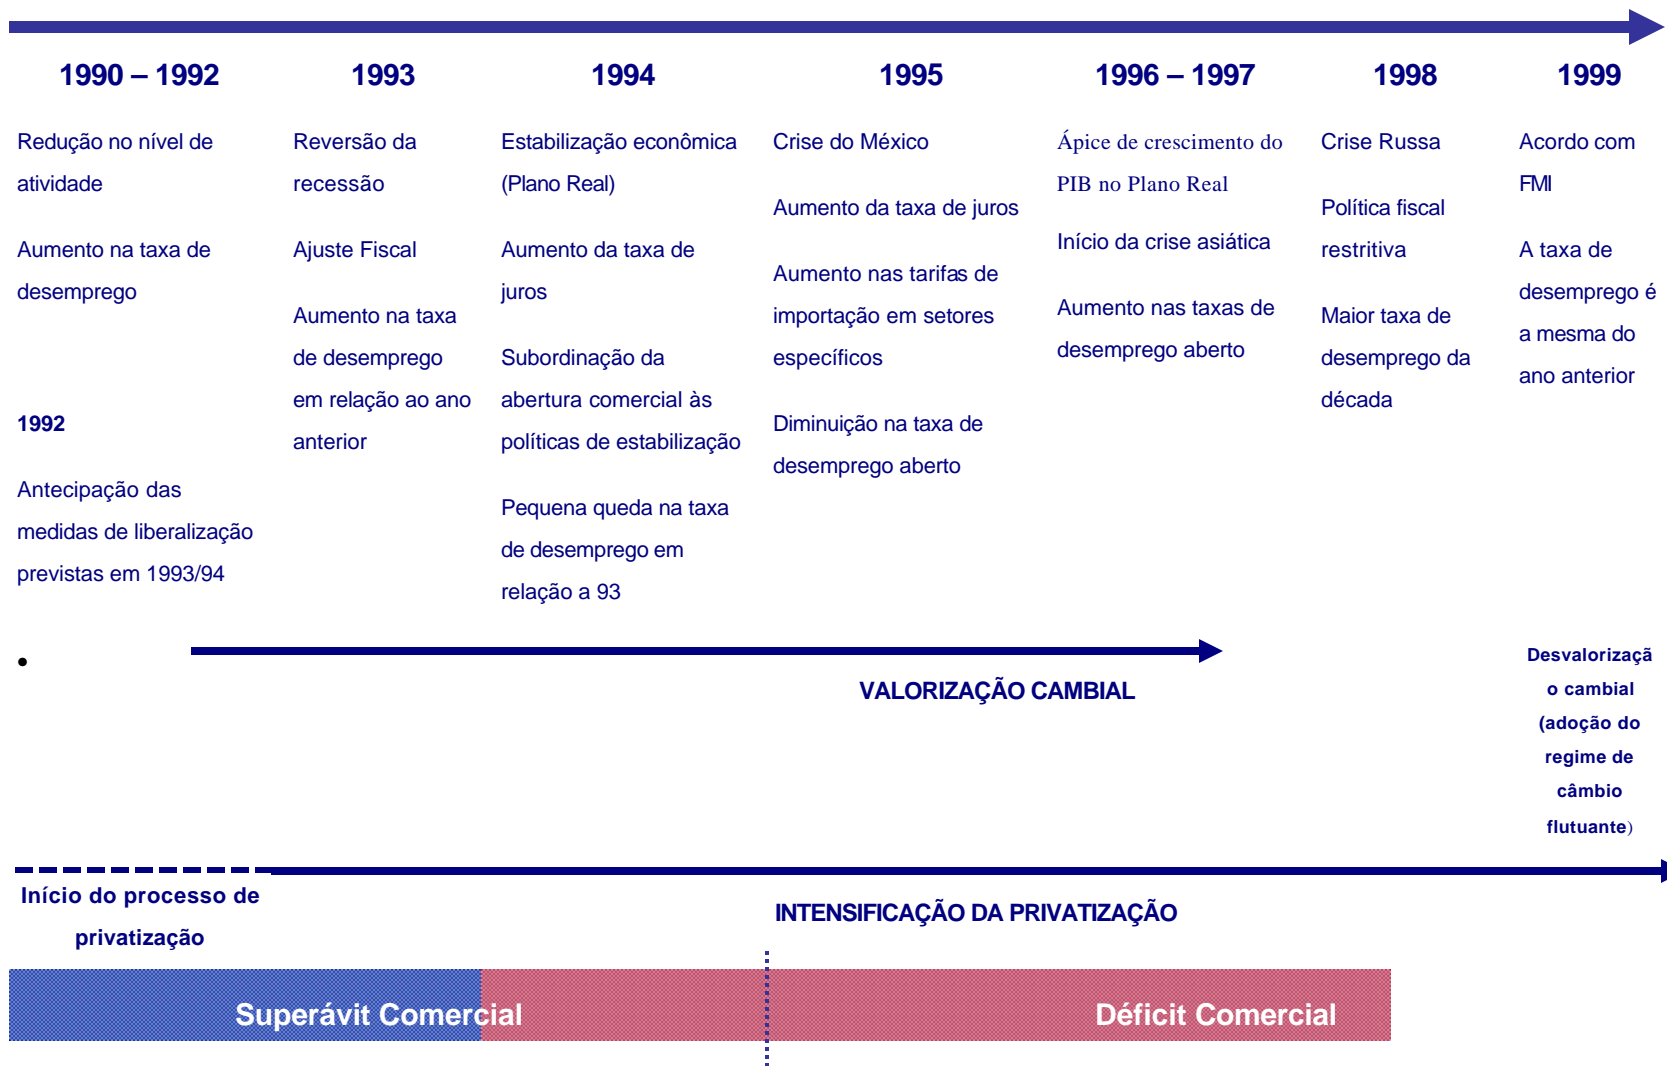 1990 – 1992
1993
1994
1995
1996 – 1997
1998
1999
Redução no nível de
atividade
Aumento na taxa de
desemprego
1992
Antecipação das
medidas de liberalização
previstas em 1993/94
Reversão da
recessão
Ajuste Fiscal
Aumento na taxa
de desemprego
em relação ao ano
anterior
Estabilização econômica
(Plano Real)
Aumento da taxa de
juros
Subordinação da
abertura comercial às
políticas de estabilização
Pequena queda na taxa
de desemprego em
relação a 93
Crise do México
Aumento da taxa de juros
Aumento nas tarifas de
importação em setores
específicos
Diminuição na taxa de
desemprego aberto
Ápice de crescimento do
PIB no Plano Real
Início da crise asiática
Aumento nas taxas de
desemprego aberto
Crise Russa
Política fiscal
restritiva
Maior taxa de
desemprego da
década
Acordo com
FMI
A taxa de
desemprego é
a mesma do
ano anterior
•
VALORIZAÇÃO CAMBIAL
Desvalorizaçã
o cambial
(adoção do
regime de
câmbio
flutuante)
Início do processo de
privatização
INTENSIFICAÇÃO DA PRIVATIZAÇÃO
Superávit Comercial
Déficit Comercial